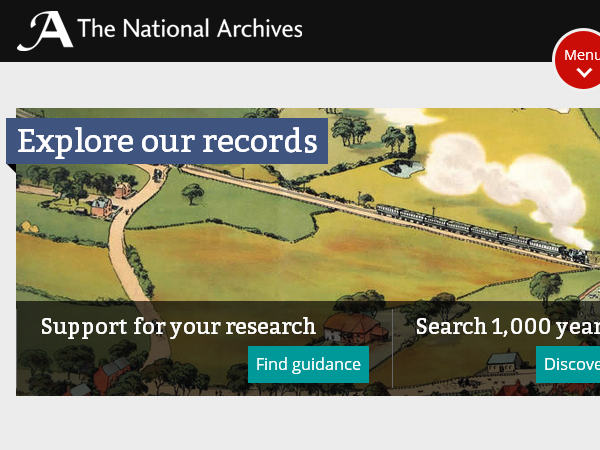 The National Archives
Menu
Explore our records
Support for your research
Search 1,000 year
Find guidance
Discove